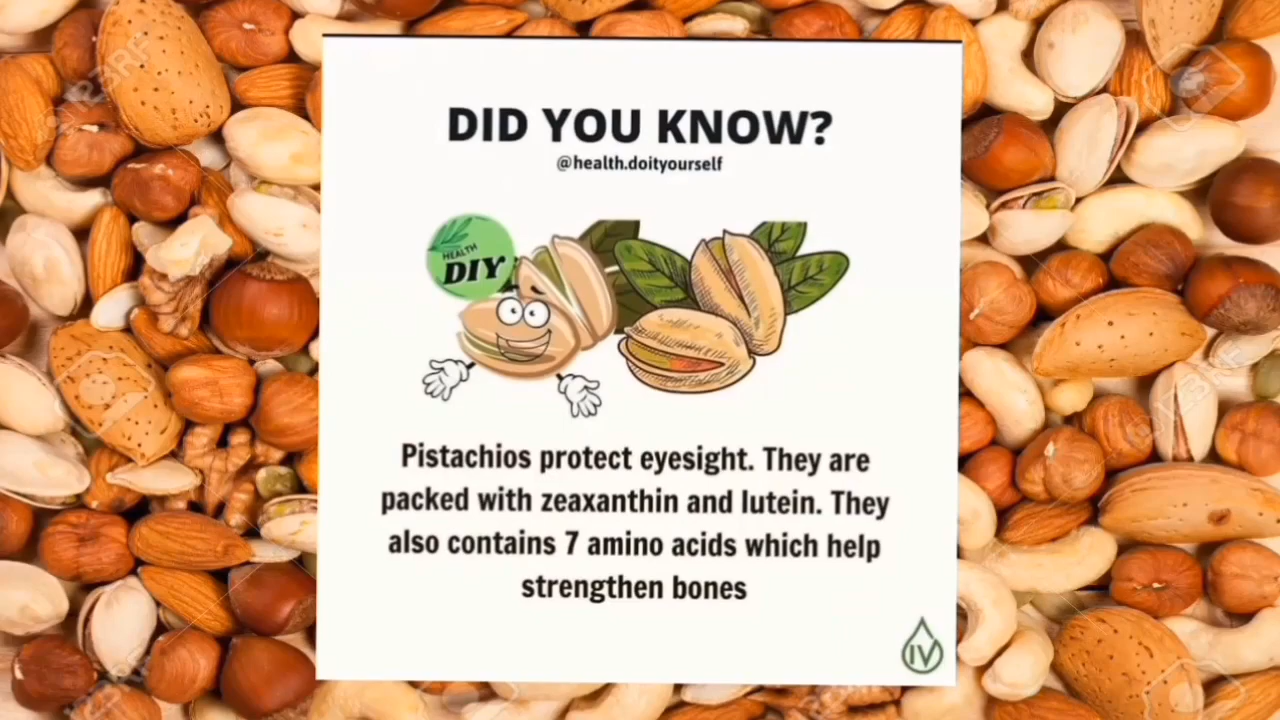 DID YOU KNOW?
@health.doityourself
HEALTH
DIY
Pistachios protect eyesight. They are
packed with zeaxanthin and lutein. They
also contains 7 amino acids which help
strengthen bones
IV